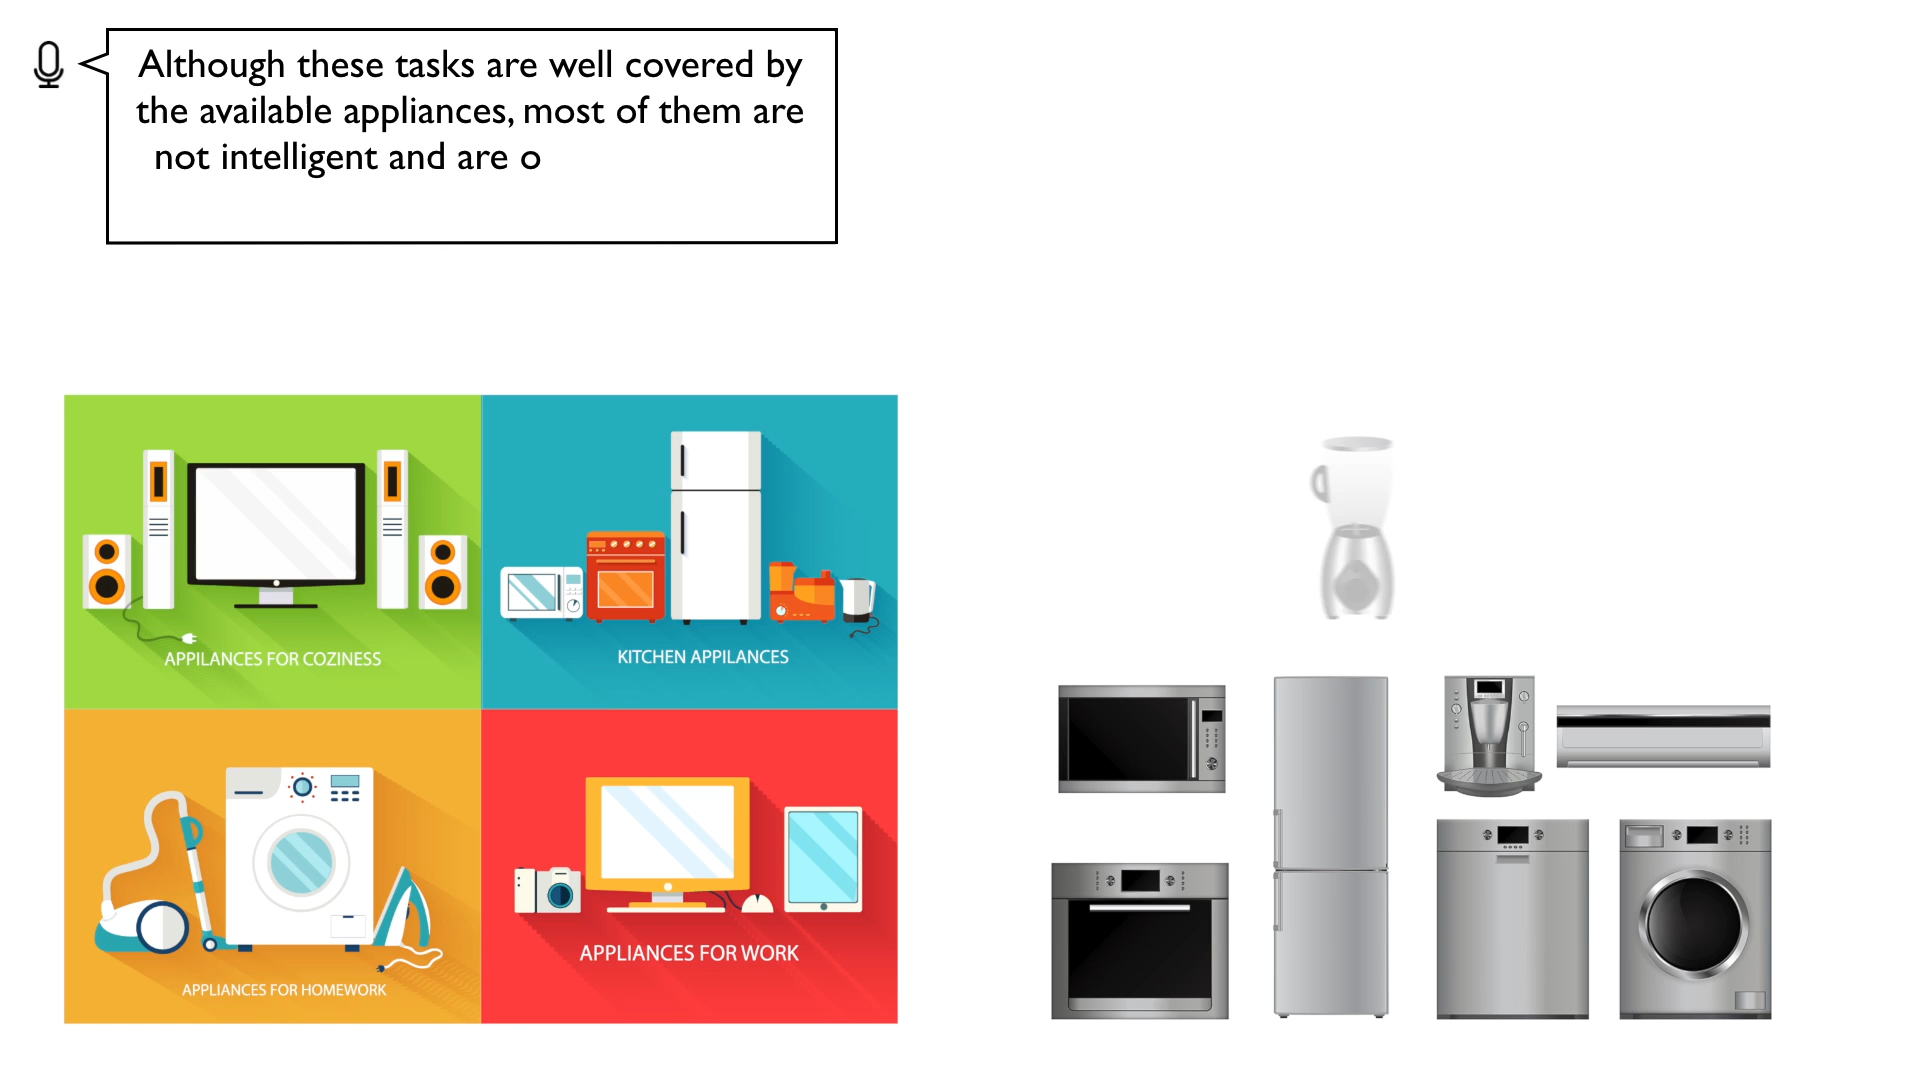 Although these tasks are well covered by
the available appliances, most of them are
not intelligent and are o
APPILANCES FOR COZINESS
KITCHEN APPILANCES
APPLIANCES FOR HOMEWORK
APPLIANCES FOR WORK